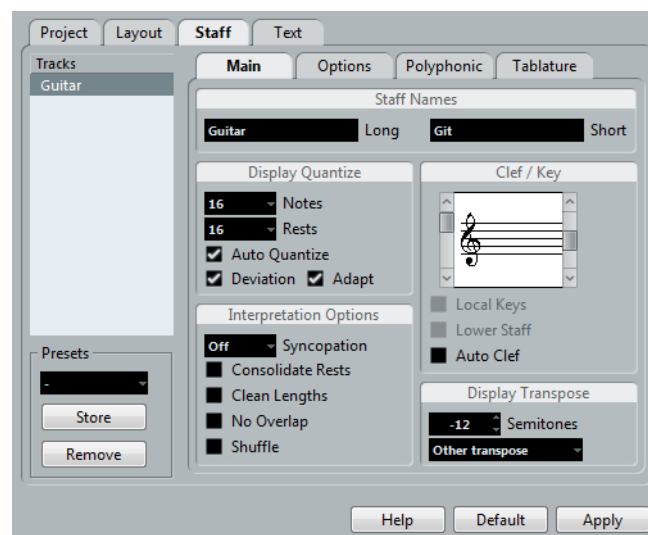 Project Layout Staff Text
Tracks
Guitar
Main Options Polyphonic Tablature
Staff Names
Guitar Long Git Short
Display Quantize
16 Notes
16 Rests
Auto Quantize
Deviation Adapt
Clef / Key
Local Keys
Lower Staff
Auto Clef
Interpretation Options
Off Syncopation
Consolidate Rests
Clean Lengths
No Overlap
Shuffle
Display Transpose
-12 Semitones
Other transpose
Presets
-
Store
Remove
Help Default Apply